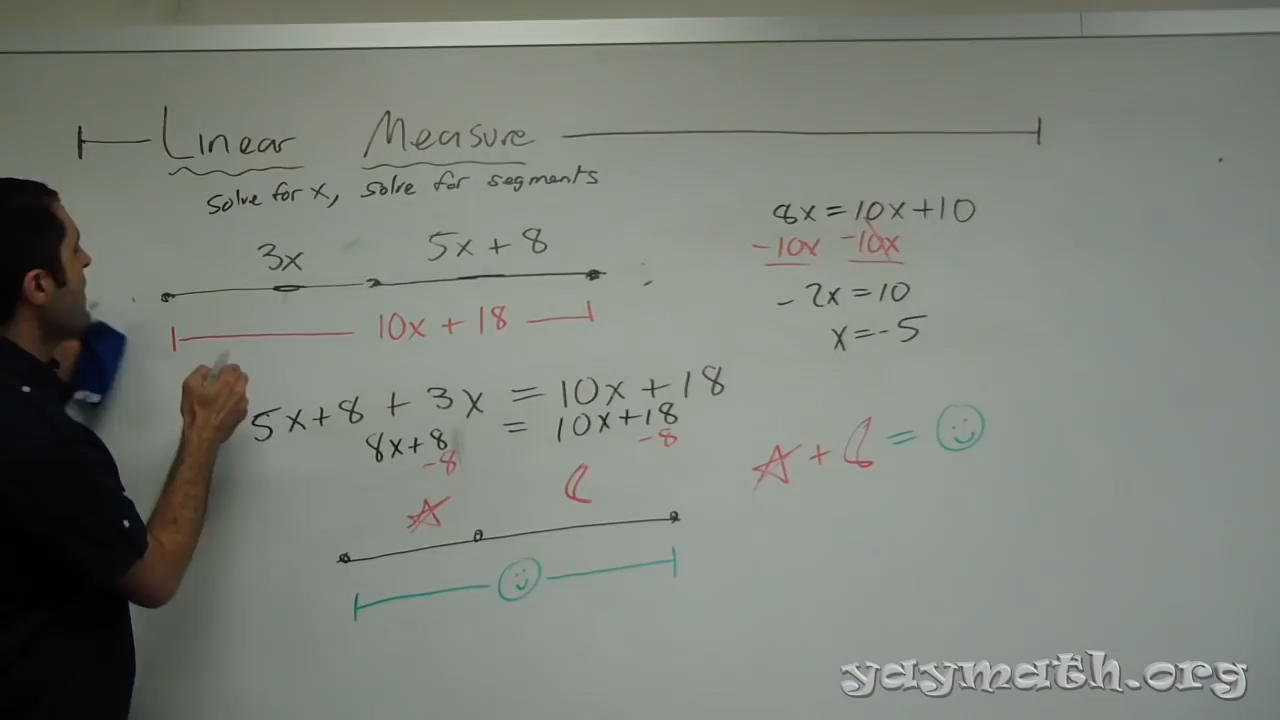 Linear Measure
solve for x, solve for segments
3x 5x + 8
10x + 18
5x+8 + 3x = 10x + 18
8x+8 = 10x+18
-8 -8
8x=10x+10
-10x -10x
-2x=10
x=-5
+ =
yaymath.org